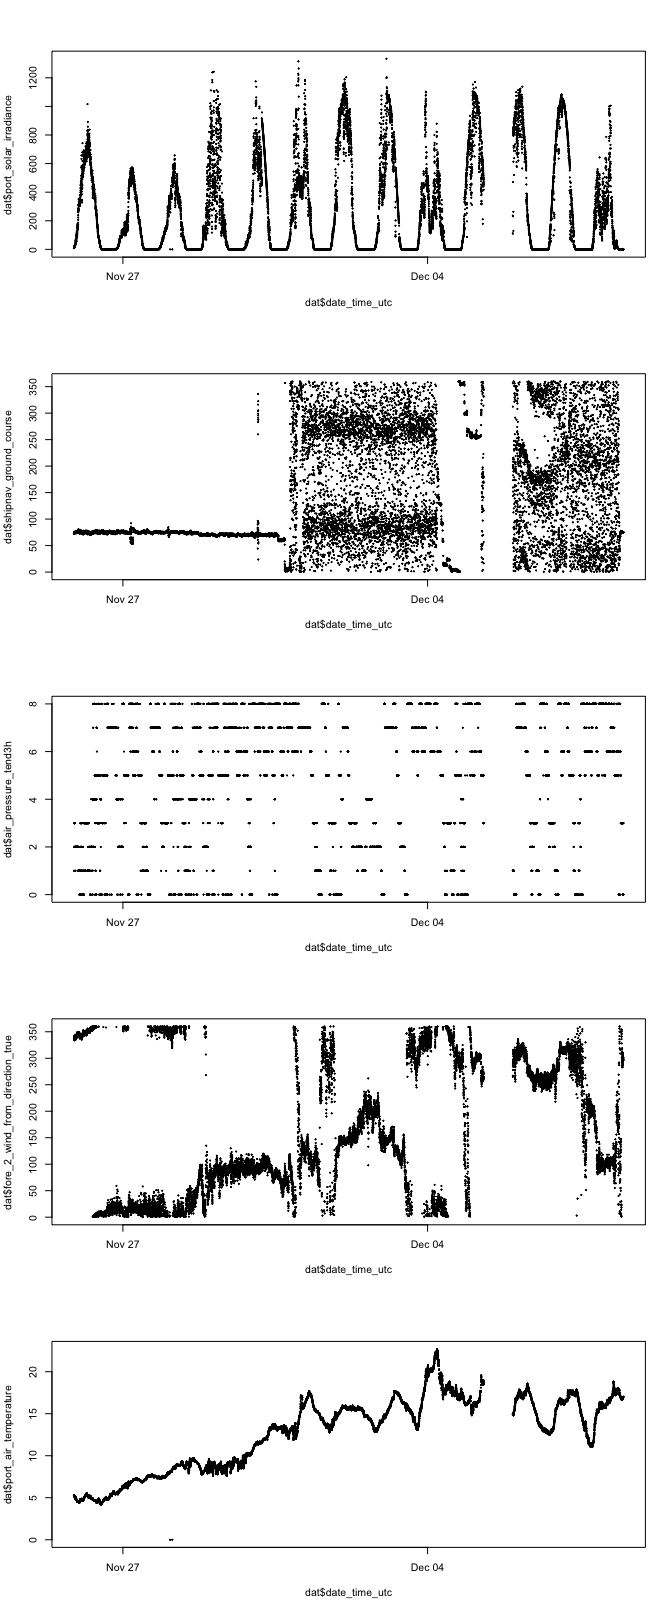 dat$port_solar_irradiance
0 200 400 600 800 1200
Nov 27 Dec 04
dat$date_time_utc
dat$shipnav_ground_course
0 50 100 150 200 250 300 350
Nov 27 Dec 04
dat$date_time_utc
dat$air_pressure_tend3h
0 2 4 6 8
Nov 27 Dec 04
dat$date_time_utc
dat$fore_2_wind_from_direction_true
0 50 100 150 200 250 300 350
Nov 27 Dec 04
dat$date_time_utc
dat$port_air_temperature
0 5 10 15 20
Nov 27 Dec 04
dat$date_time_utc